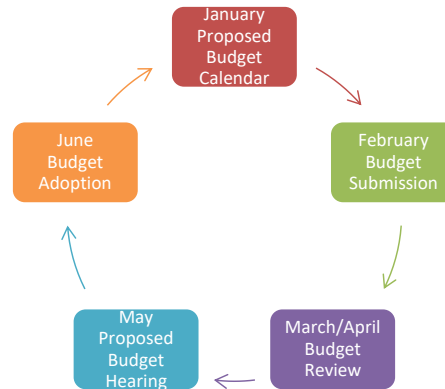 January
Proposed
Budget
Calendar
February
Budget
Submission
March/April
Budget
Review
May
Proposed
Budget
Hearing
June
Budget
Adoption